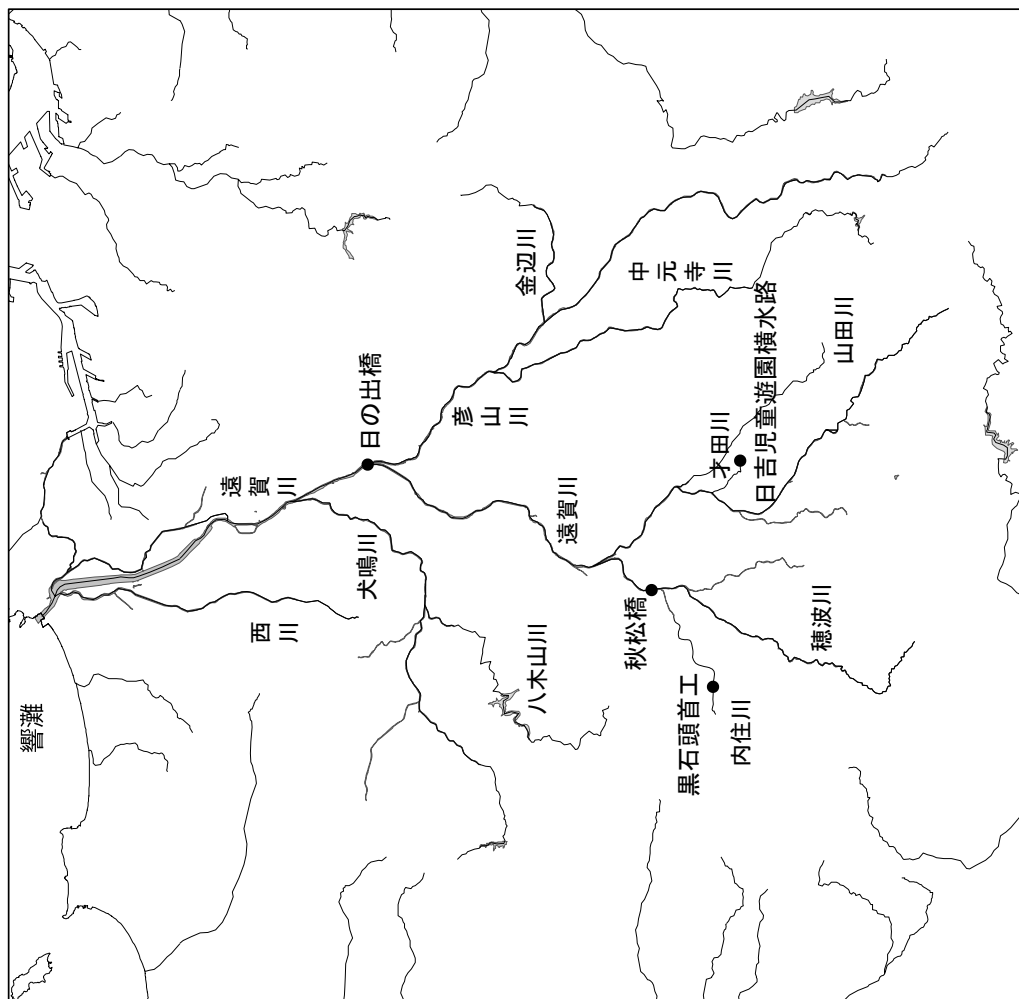 響灘
西川
遠賀川
犬鳴川
日の出橋
彦山川
金辺川
中元寺川
八木山川
遠賀川
秋松橋
黒石頭首工
内住川
穂波川
才田川
日吉児童遊園横水路
山田川